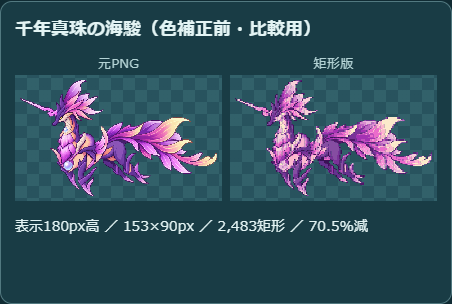 千年真珠の海駿（色補正前・比較用）
元PNG
矩形版
表示180px高 ／ 153×90px ／ 2,483矩形 ／ 70.5%減